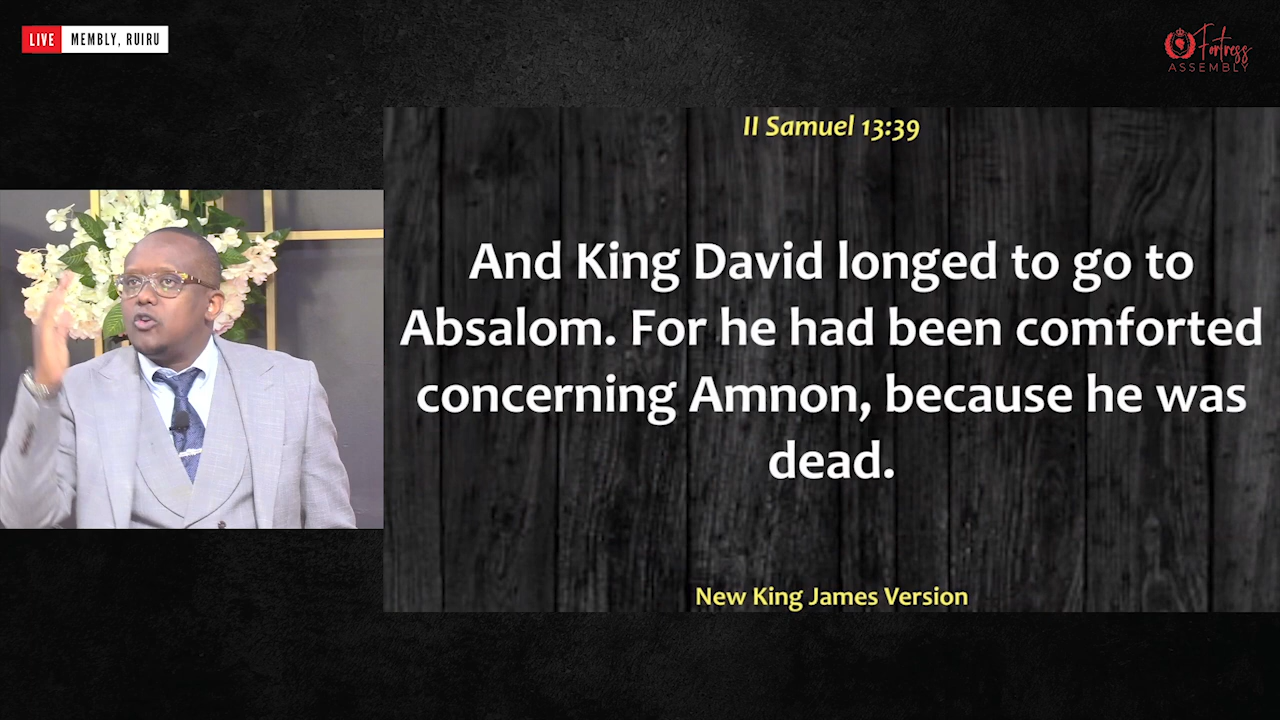 LIVE MEMBLY, RUIRU
Fortress
ASSEMBLY
II Samuel 13:39
And King David longed to go to
Absalom. For he had been comforted
concerning Amnon, because he was
dead.
New King James Version